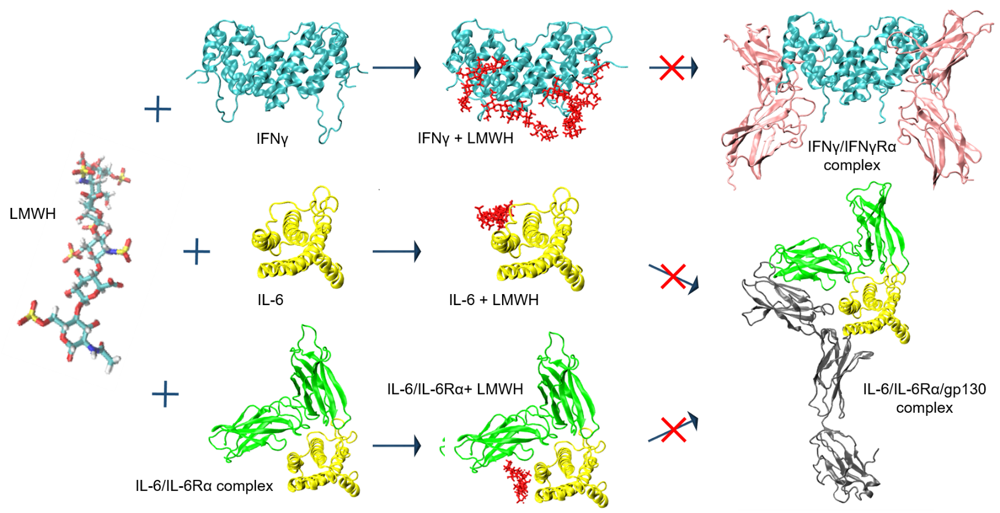 IFNγ
IFNγ + LMWH
IFNγ/IFNγRα
complex
LMWH
IL-6
IL-6 + LMWH
IL-6/IL-6Rα+ LMWH
IL-6/IL-6Rα/gp130
complex
IL-6/IL-6Rα complex